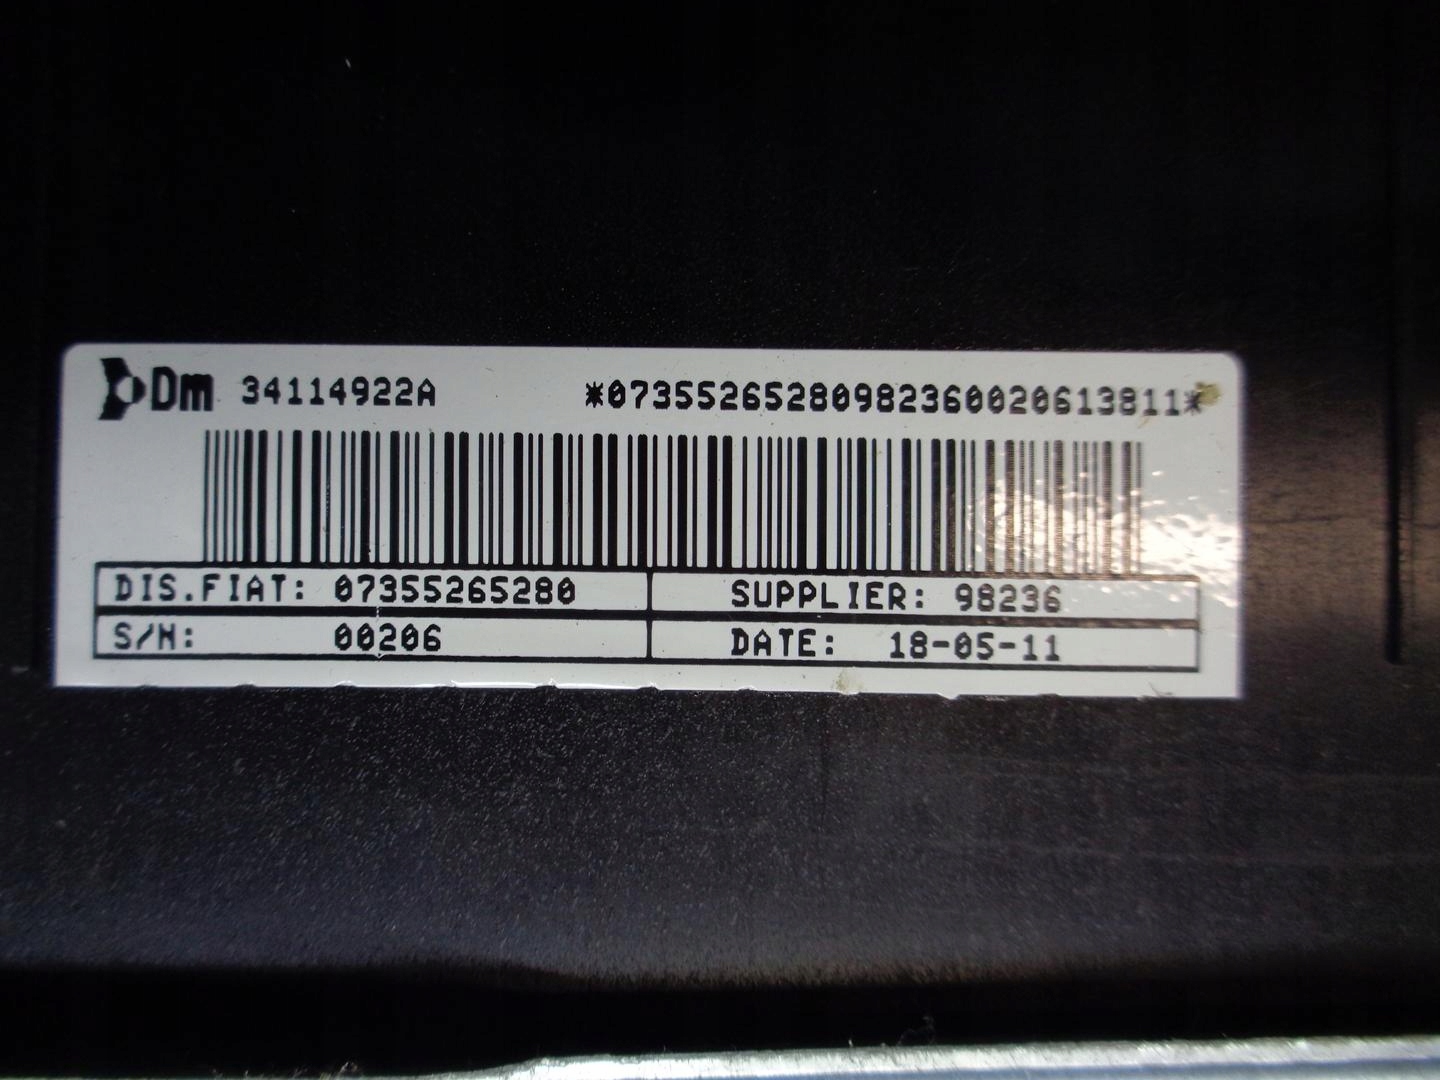 Dm 34114922A *07355265280982360020613811*
DIS.FIAT: 07355265280 SUPPLIER: 98236
S/N: 00206 DATE: 18-05-11